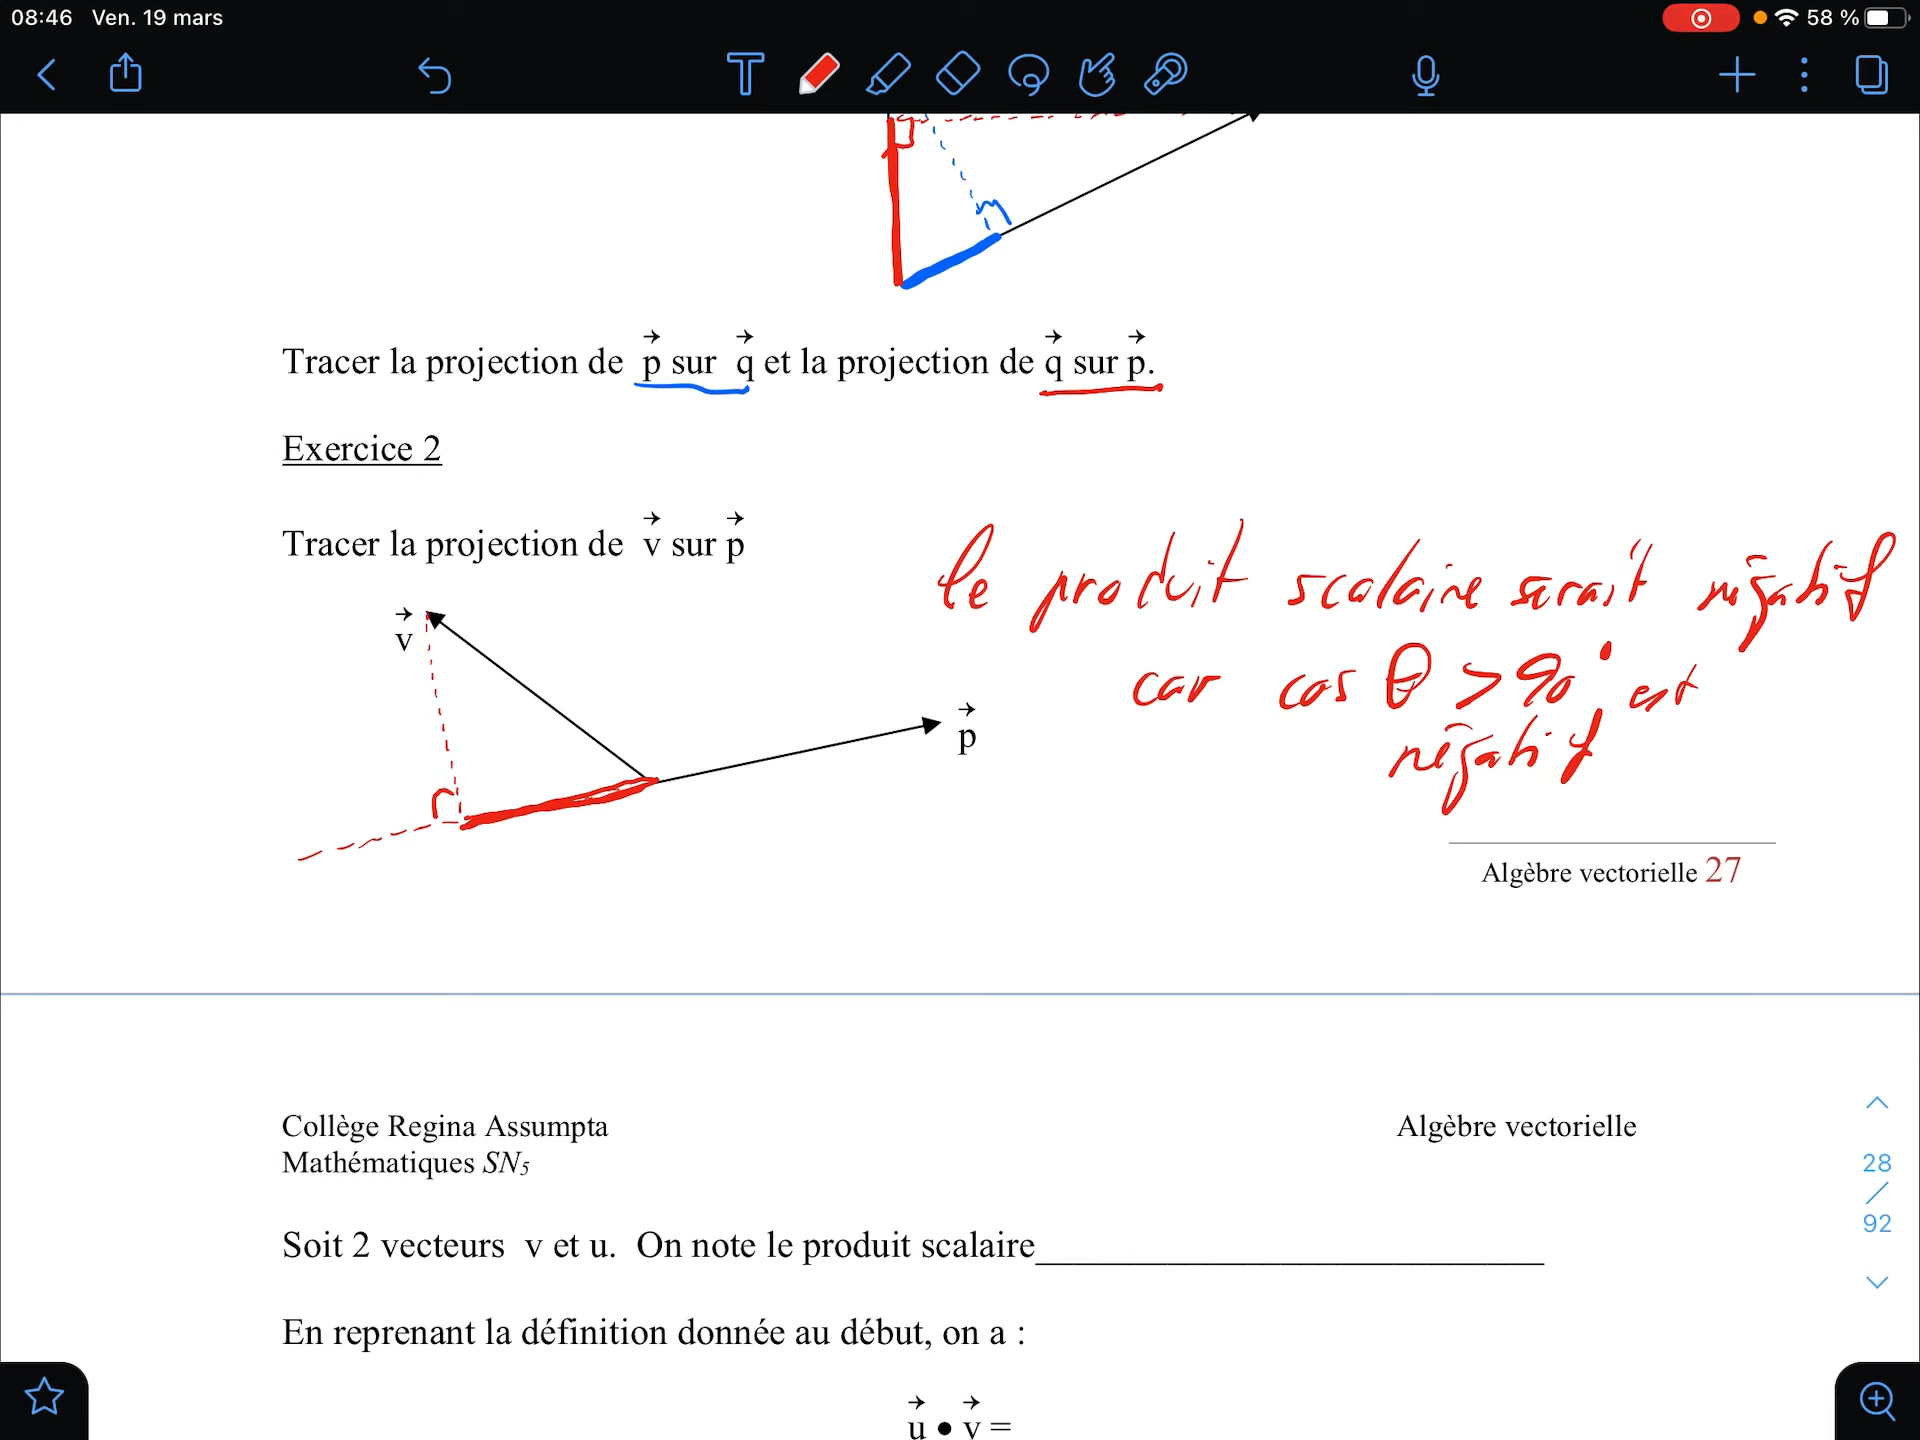 08:46 Ven. 19 mars 58 %
Tracer la projection de p sur q et la projection de q sur p.
Exercice 2
Tracer la projection de v sur p
le produit scalaire serait négatif
car cos θ > 90° est
négatif
v
p
Algèbre vectorielle 27
Collège Regina Assumpta Algèbre vectorielle
Mathématiques SN5
28
/
92
Soit 2 vecteurs v et u. On note le produit scalaire____________________________
En reprenant la définition donnée au début, on a :
u • v =